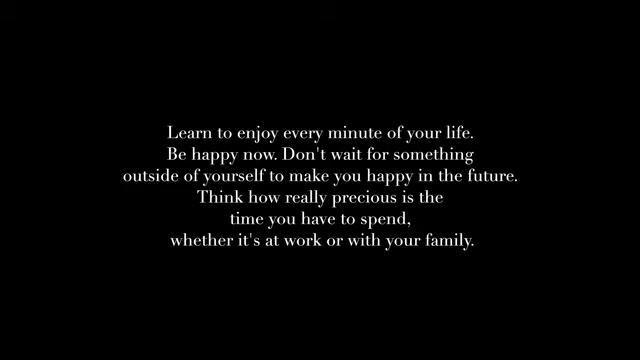 Learn to enjoy every minute of your life.
Be happy now. Don't wait for something
outside of yourself to make you happy in the future.
Think how really precious is the
time you have to spend,
whether it's at work or with your family.